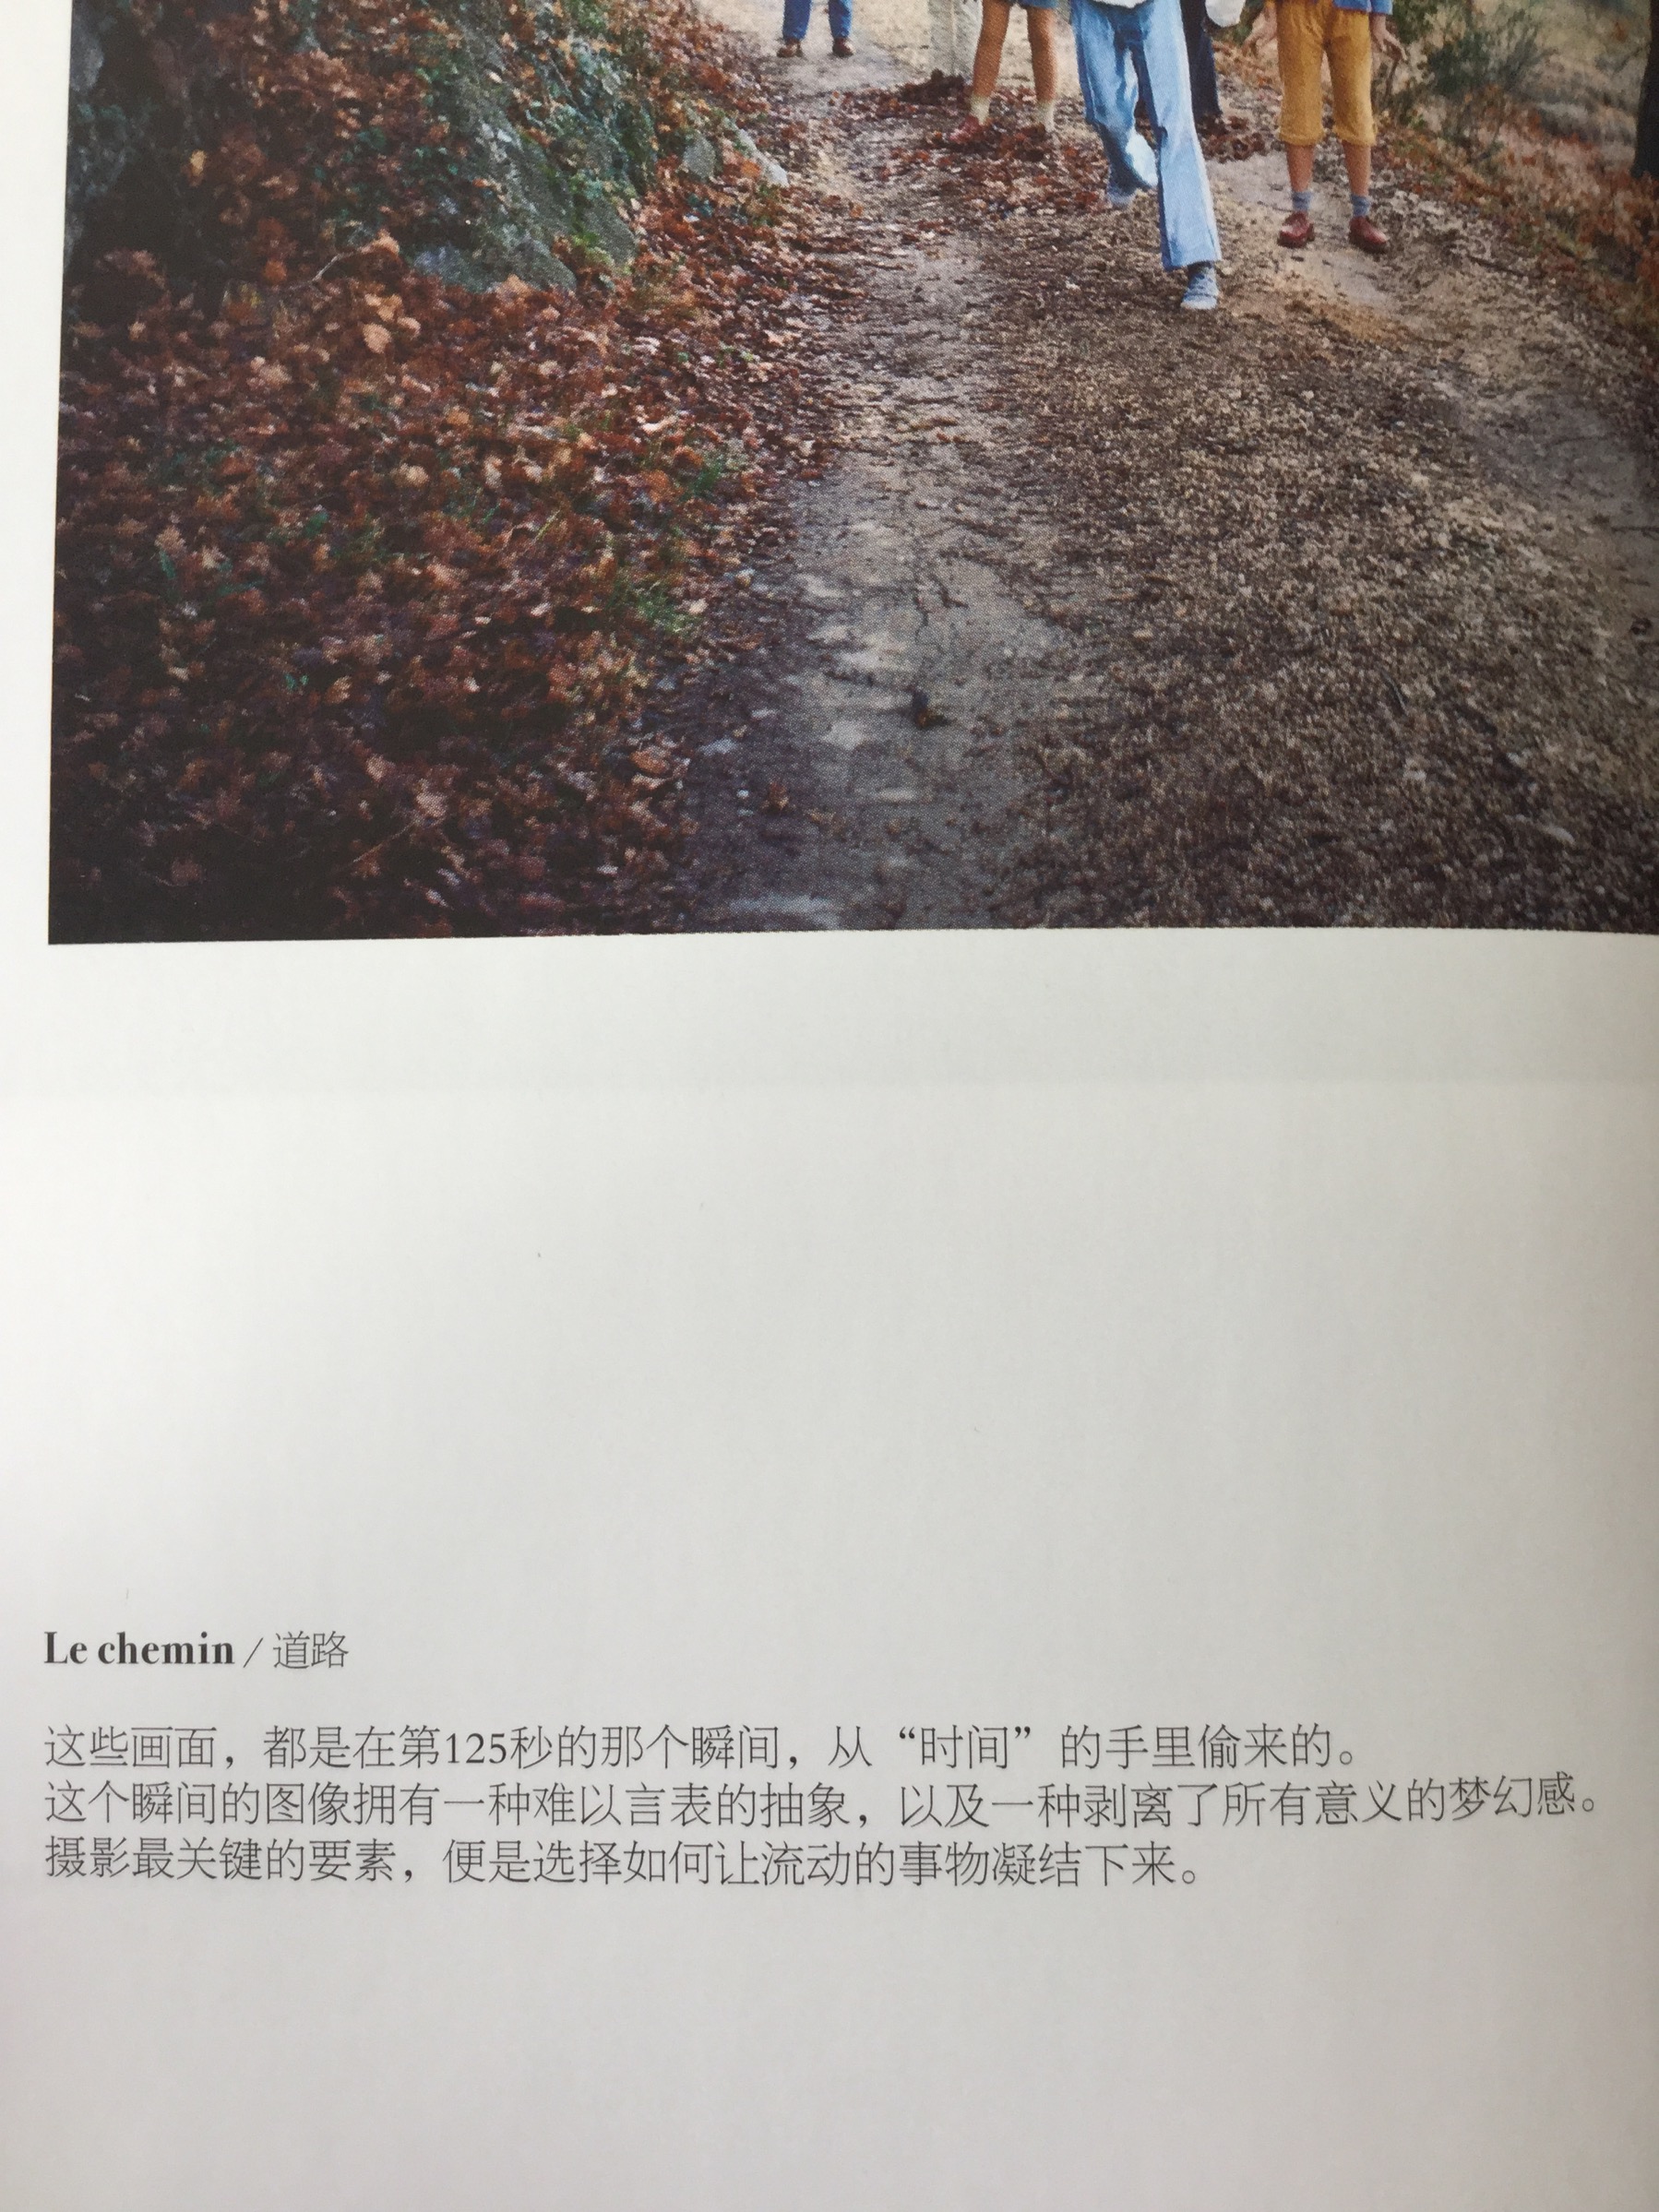 Le chemin / 道路
这些画面，都是在第125秒的那个瞬间，从“时间”的手里偷来的。
这个瞬间的图像拥有一种难以言表的抽象，以及一种剥离了所有意义的梦幻感。
摄影最关键的要素，便是选择如何让流动的事物凝结下来。